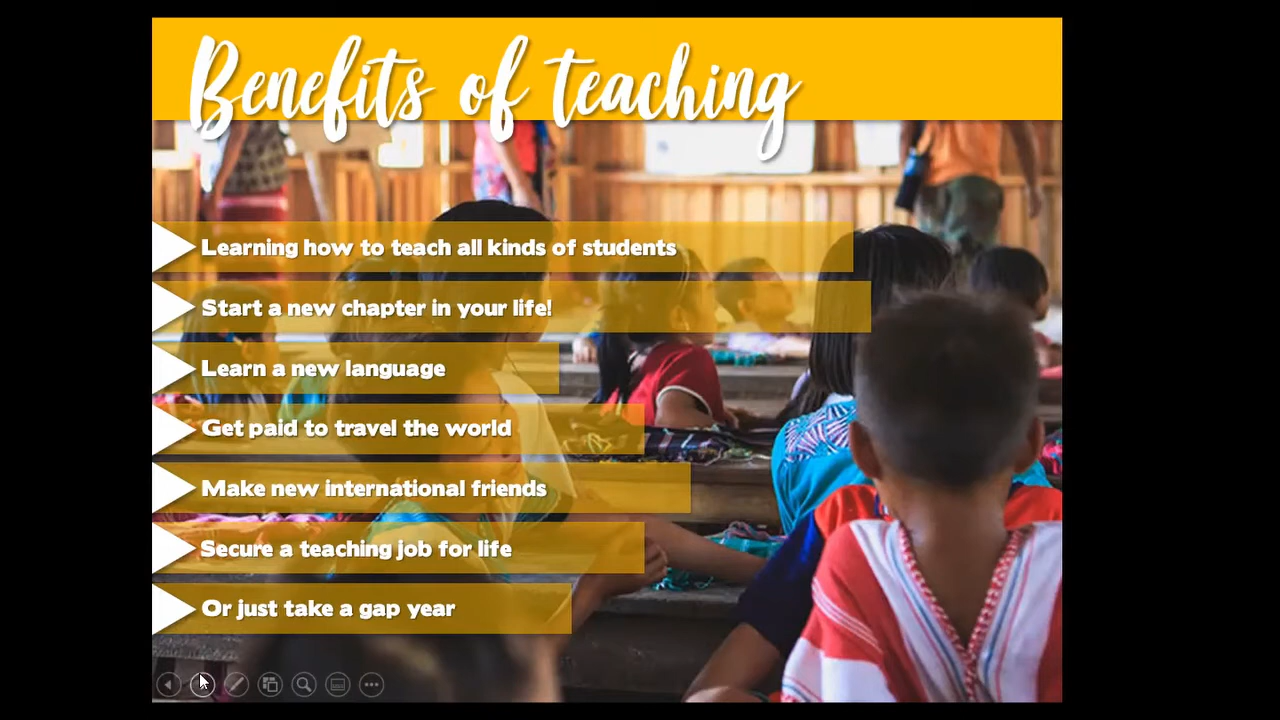 Benefits of teaching
Learning how to teach all kinds of students
Start a new chapter in your life!
Learn a new language
Get paid to travel the world
Make new international friends
Secure a teaching job for life
Or just take a gap year